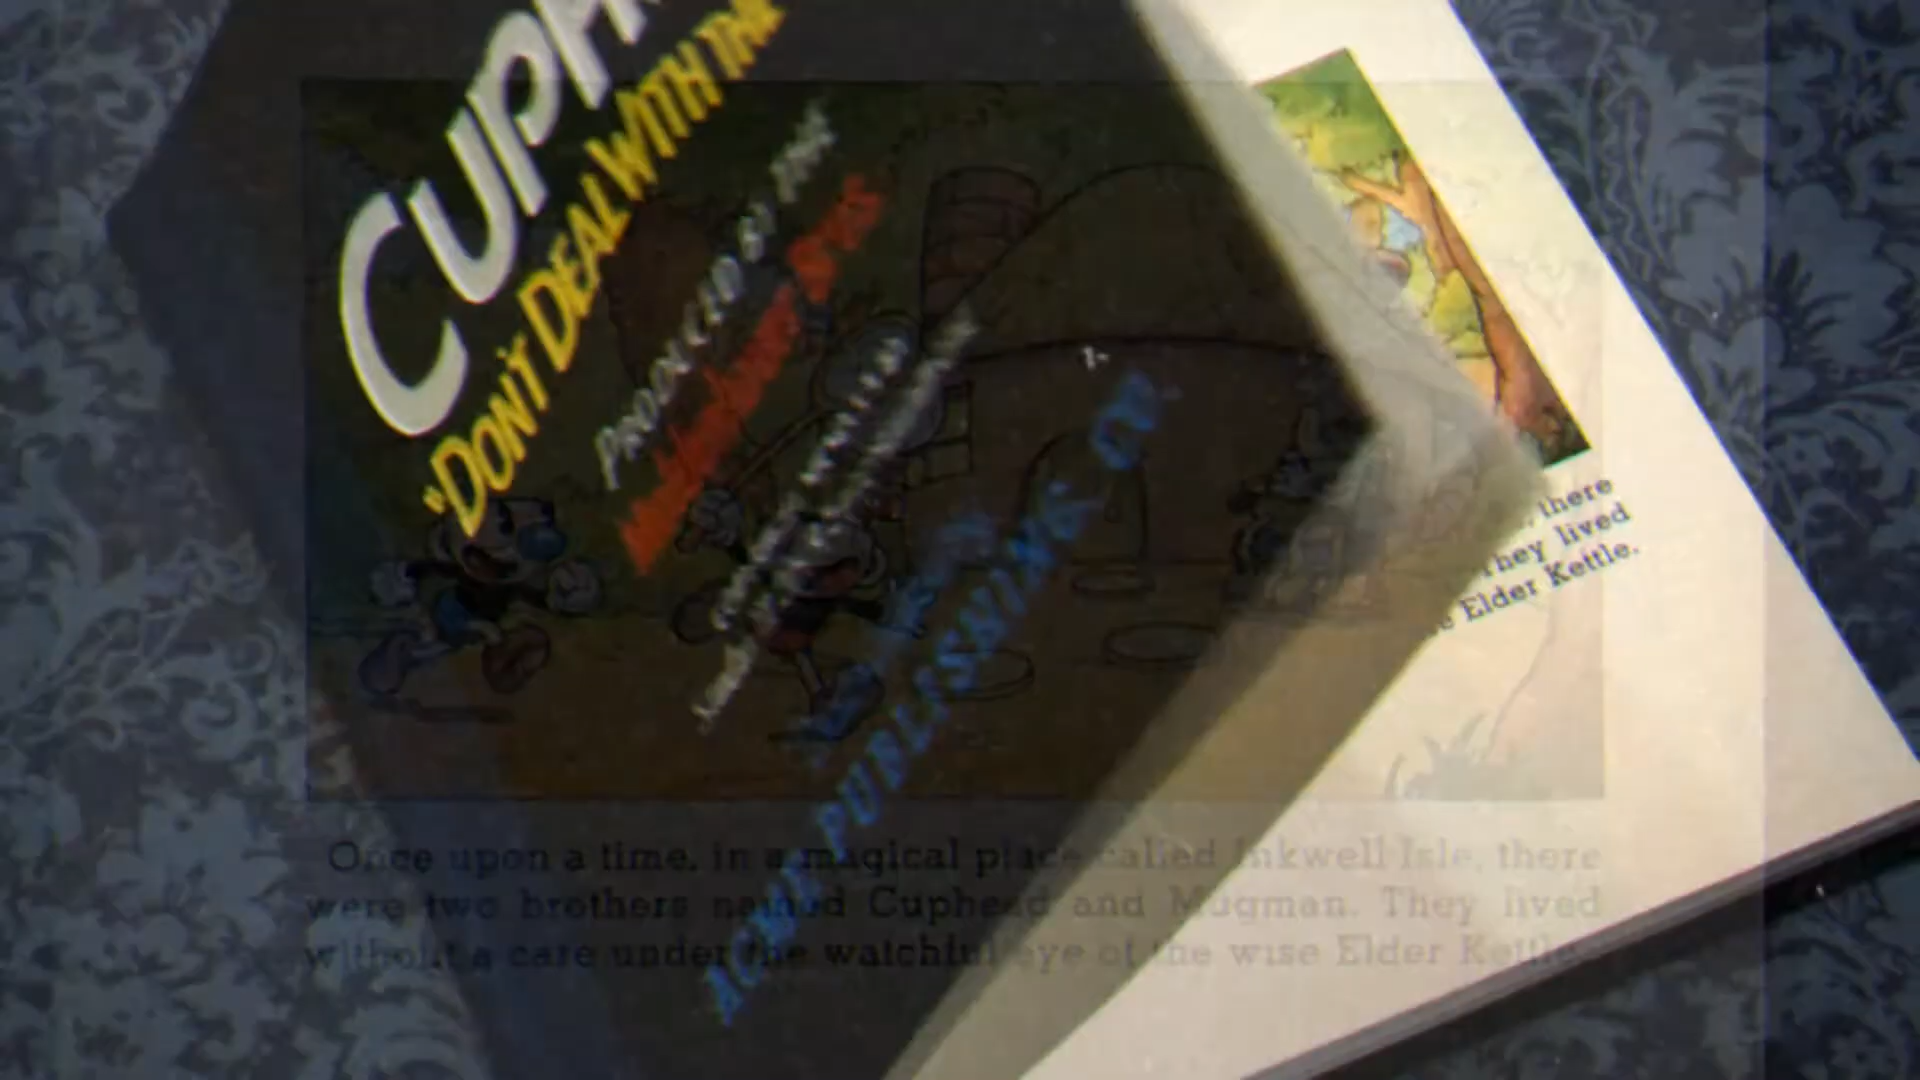 CUPH
"DON'T DEAL WITH THE
PRODUCED BY THE
ACME PUBLISHING CO.
, there
They lived
Elder Kettle.
Once upon a time, in a magical place called Inkwell Isle, there
were two brothers named Cuphead and Mugman. They lived
without a care under the watchful eye of the wise Elder Kettle.